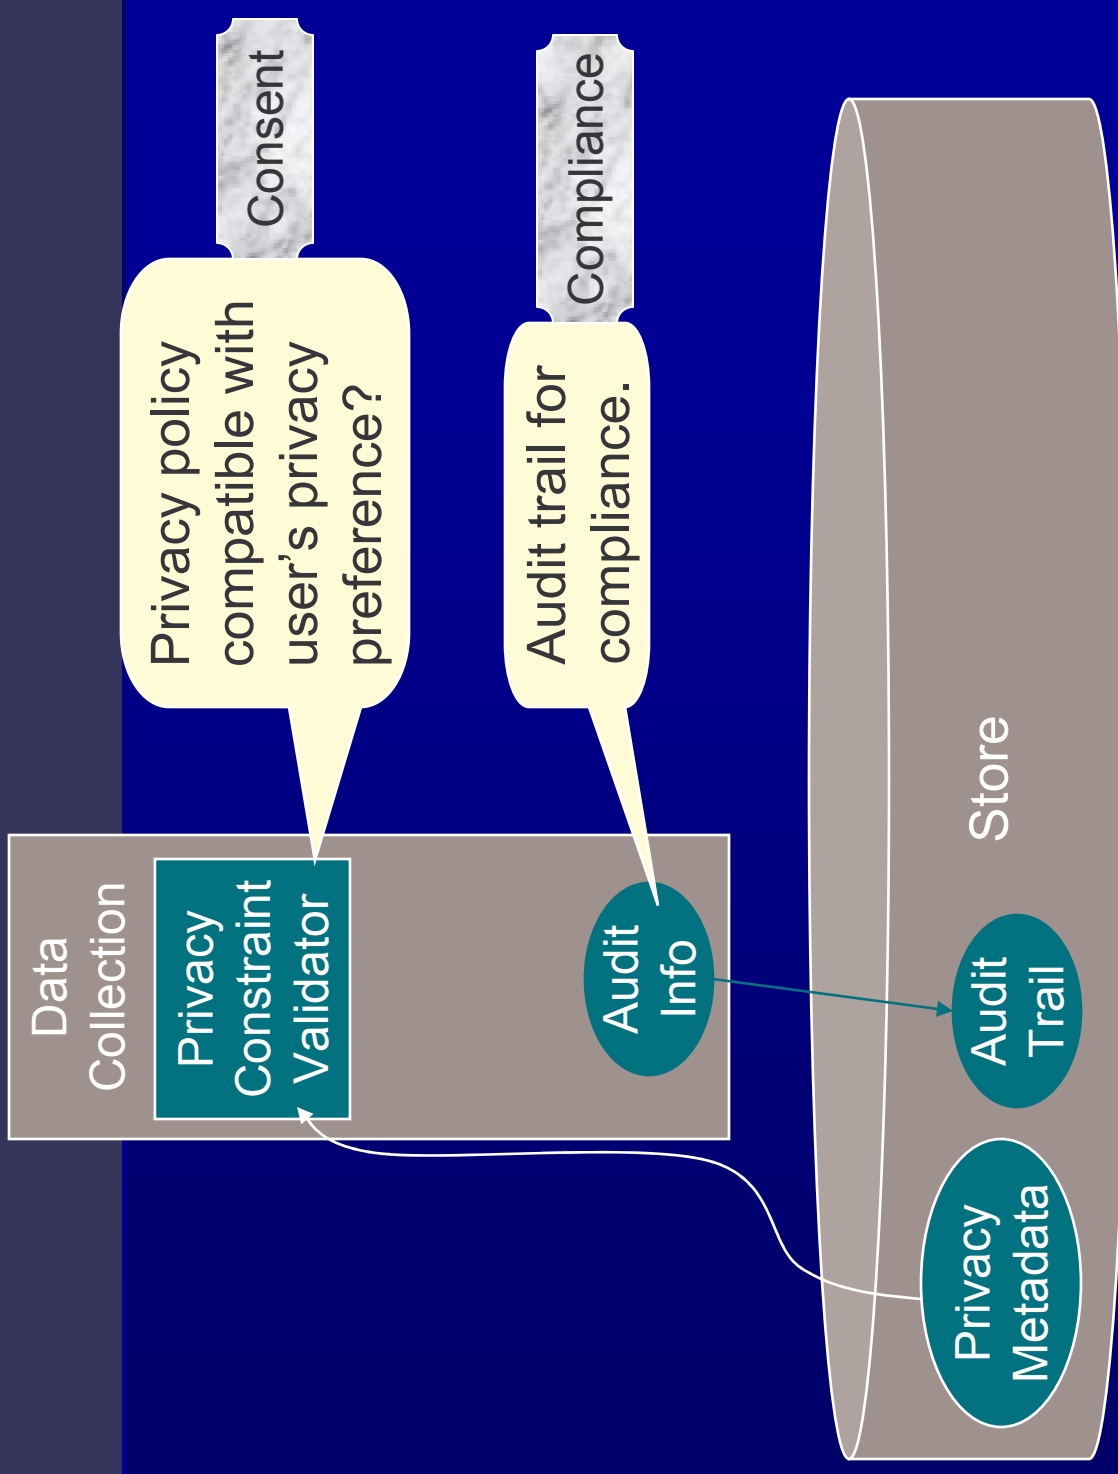 Data
Collection
Privacy
Constraint
Validator
Privacy policy
compatible with
user’s privacy
preference?
Consent
Audit
Info
Audit trail for
compliance.
Compliance
Privacy
Metadata
Audit
Trail
Store